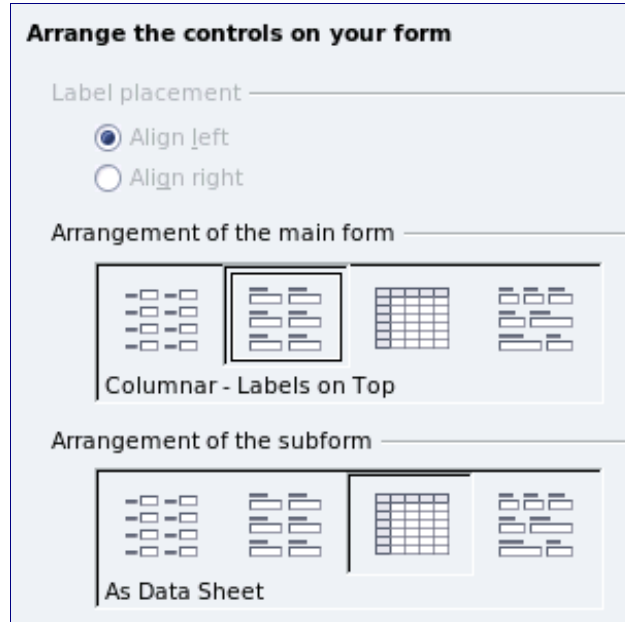 Arrange the controls on your form
Label placement
Align left
Align right
Arrangement of the main form
Columnar - Labels on Top
Arrangement of the subform
As Data Sheet